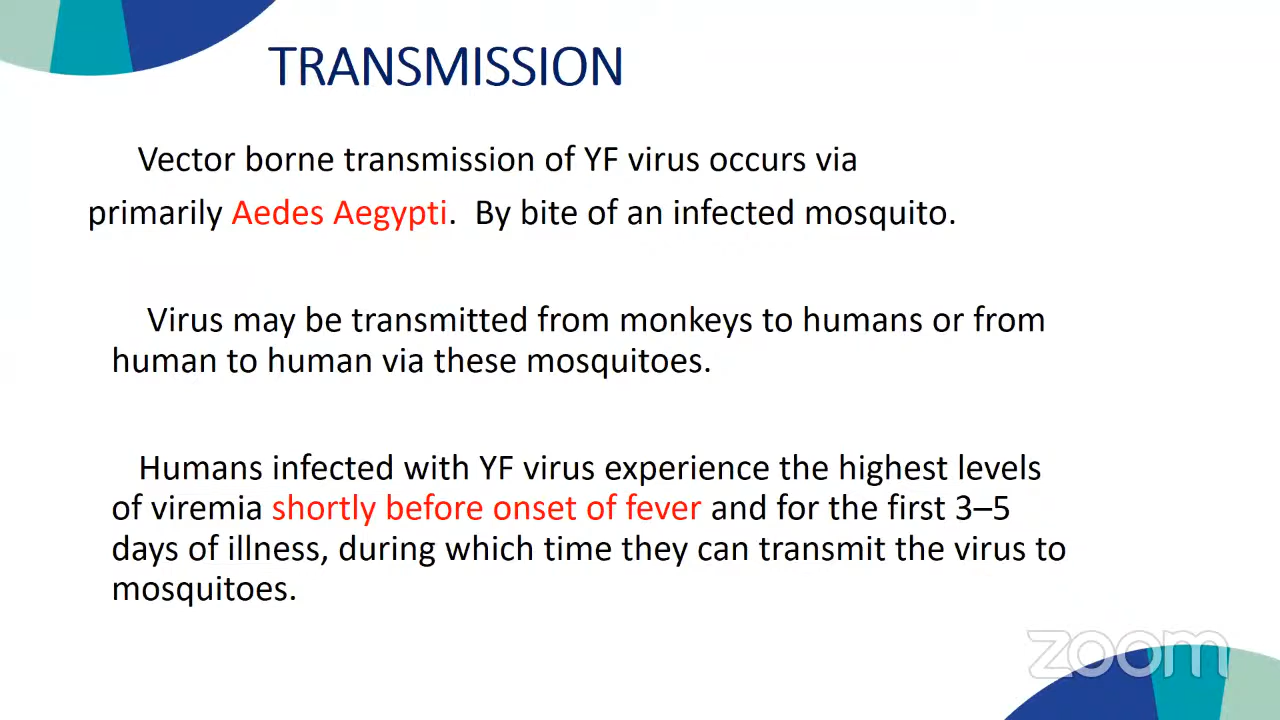 TRANSMISSION
Vector borne transmission of YF virus occurs via
primarily Aedes Aegypti. By bite of an infected mosquito.
Virus may be transmitted from monkeys to humans or from
human to human via these mosquitoes.
Humans infected with YF virus experience the highest levels
of viremia shortly before onset of fever and for the first 3–5
days of illness, during which time they can transmit the virus to
mosquitoes.
zoom